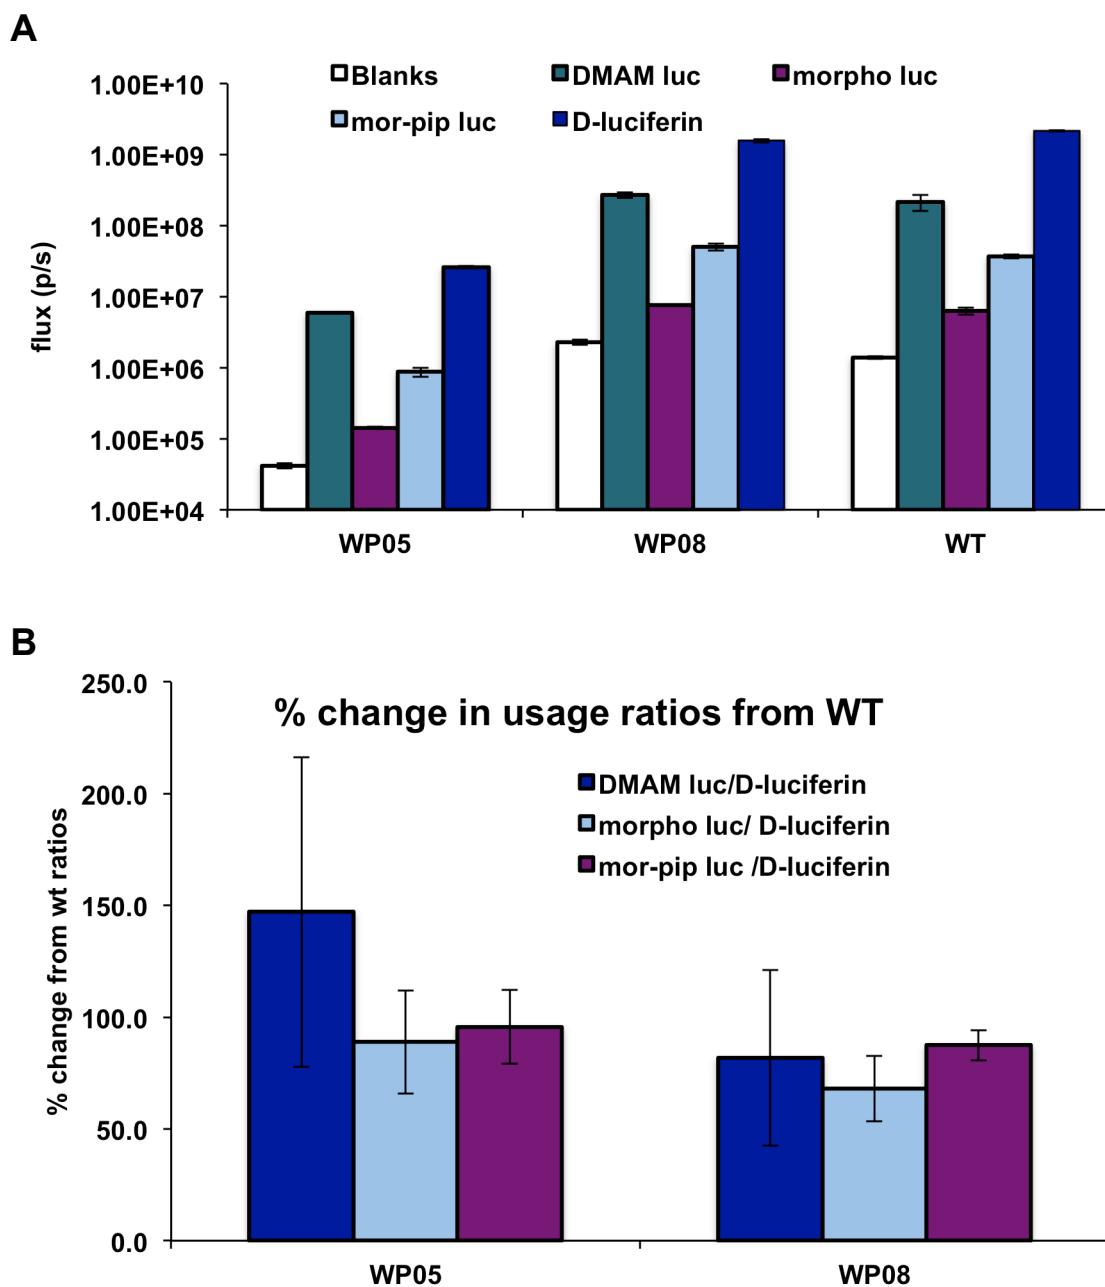 A
Blanks DMAM luc morpho luc
mor-pip luc D-luciferin
1.00E+10
1.00E+09
1.00E+08
1.00E+07
1.00E+06
1.00E+05
1.00E+04
flux (p/s)
WP05 WP08 WT
B
% change in usage ratios from WT
DMAM luc/D-luciferin
morpho luc/ D-luciferin
mor-pip luc /D-luciferin
250.0
200.0
150.0
100.0
50.0
0.0
% change from wt ratios
WP05 WP08